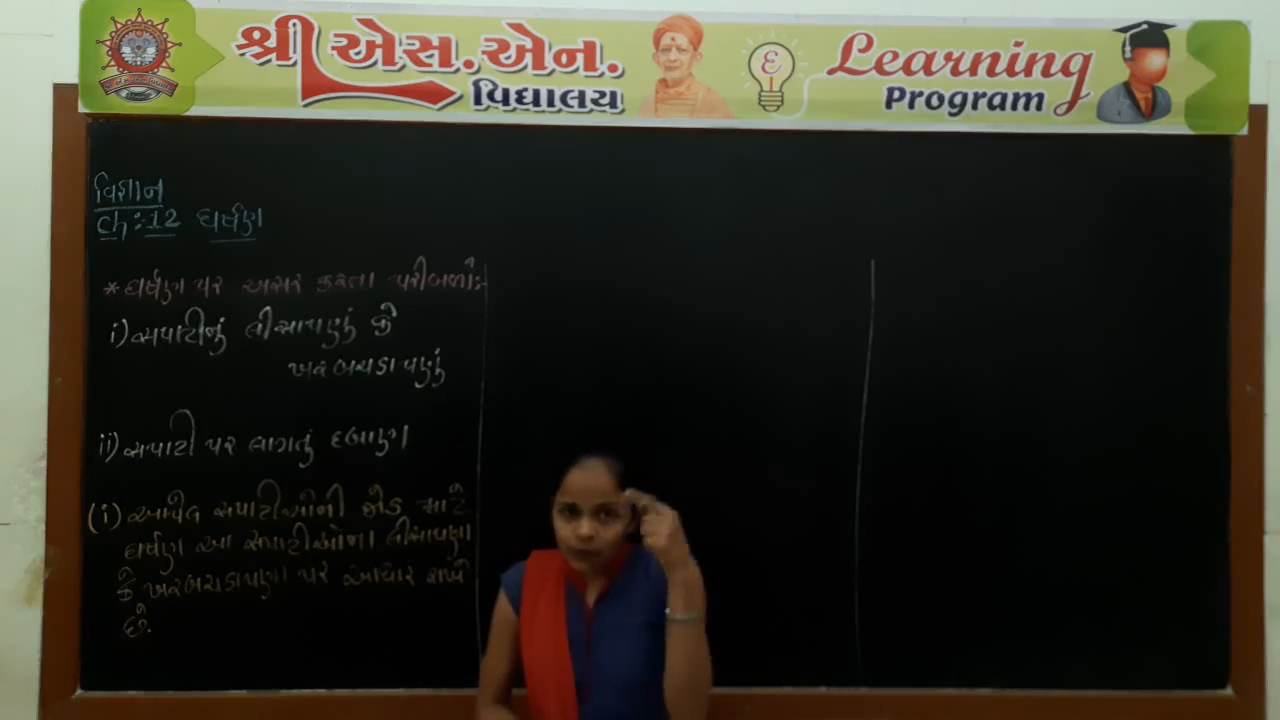 શ્રી એસ.એન.
વિદ્યાલય
Learning
Program
વિજ્ઞાન
Ch:-12 ઘર્ષણ
* ઘર્ષણ પર અસર કરતા પરીબળો:-
i) સપાટીનું લીસાપણું કે
ખરબચડાપણું
ii) સપાટી પર લાગતું દબાણ
(i) આપેલ સપાટીઓની જોડ માટે
ઘર્ષણ આ સપાટીઓના લીસાપણા
કે ખરબચડાપણા પર આધાર રાખે
છે.